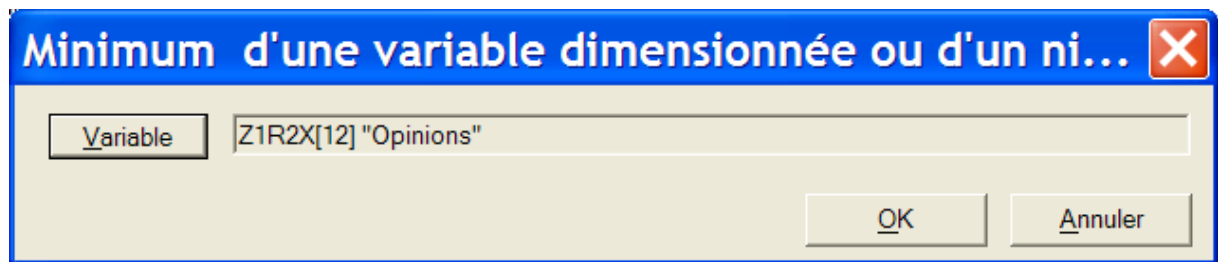 Minimum  d'une variable dimensionnée ou d'un ni...
Variable Z1R2X[12] "Opinions"
OK Annuler